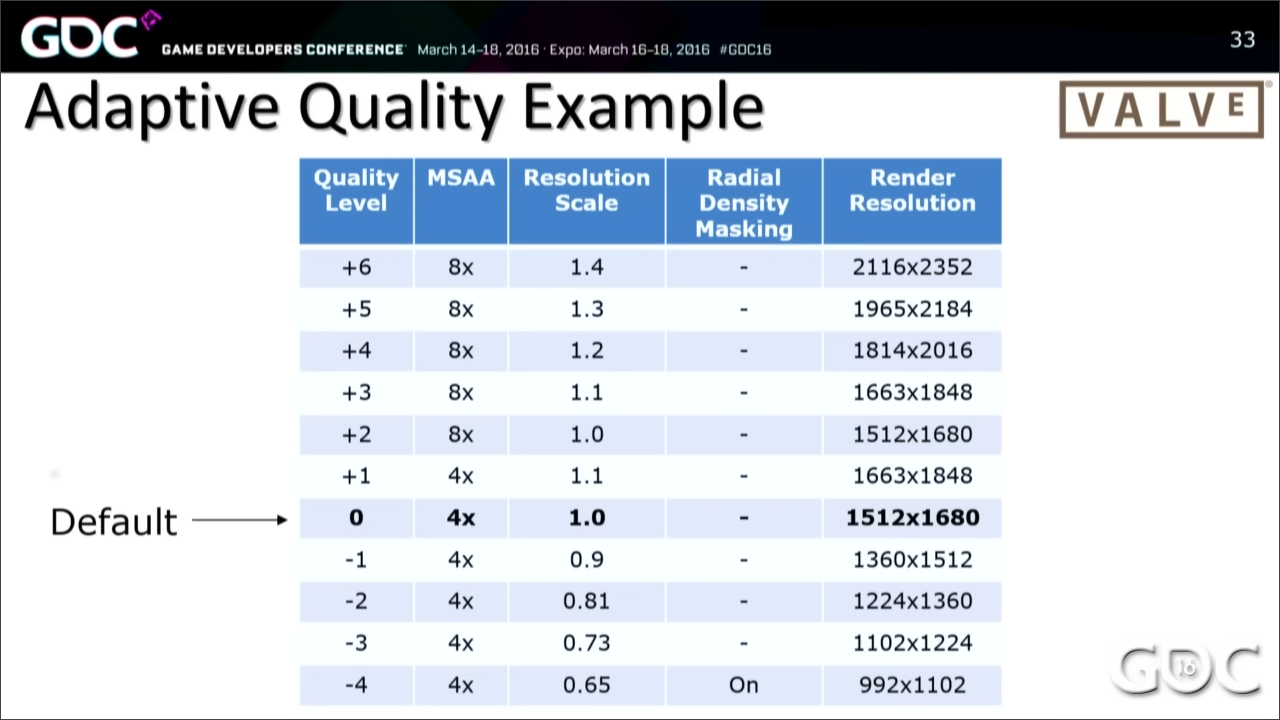 GDC
GAME DEVELOPERS CONFERENCE® March 14–18, 2016 · Expo: March 16–18, 2016 #GDC16
33
Adaptive Quality Example
VALVE®
Quality Level MSAA Resolution Scale Radial Density Masking Render Resolution
+6 8x 1.4 - 2116x2352
+5 8x 1.3 - 1965x2184
+4 8x 1.2 - 1814x2016
+3 8x 1.1 - 1663x1848
+2 8x 1.0 - 1512x1680
+1 4x 1.1 - 1663x1848
Default 0 4x 1.0 - 1512x1680
-1 4x 0.9 - 1360x1512
-2 4x 0.81 - 1224x1360
-3 4x 0.73 - 1102x1224
-4 4x 0.65 On 992x1102
GDC
16